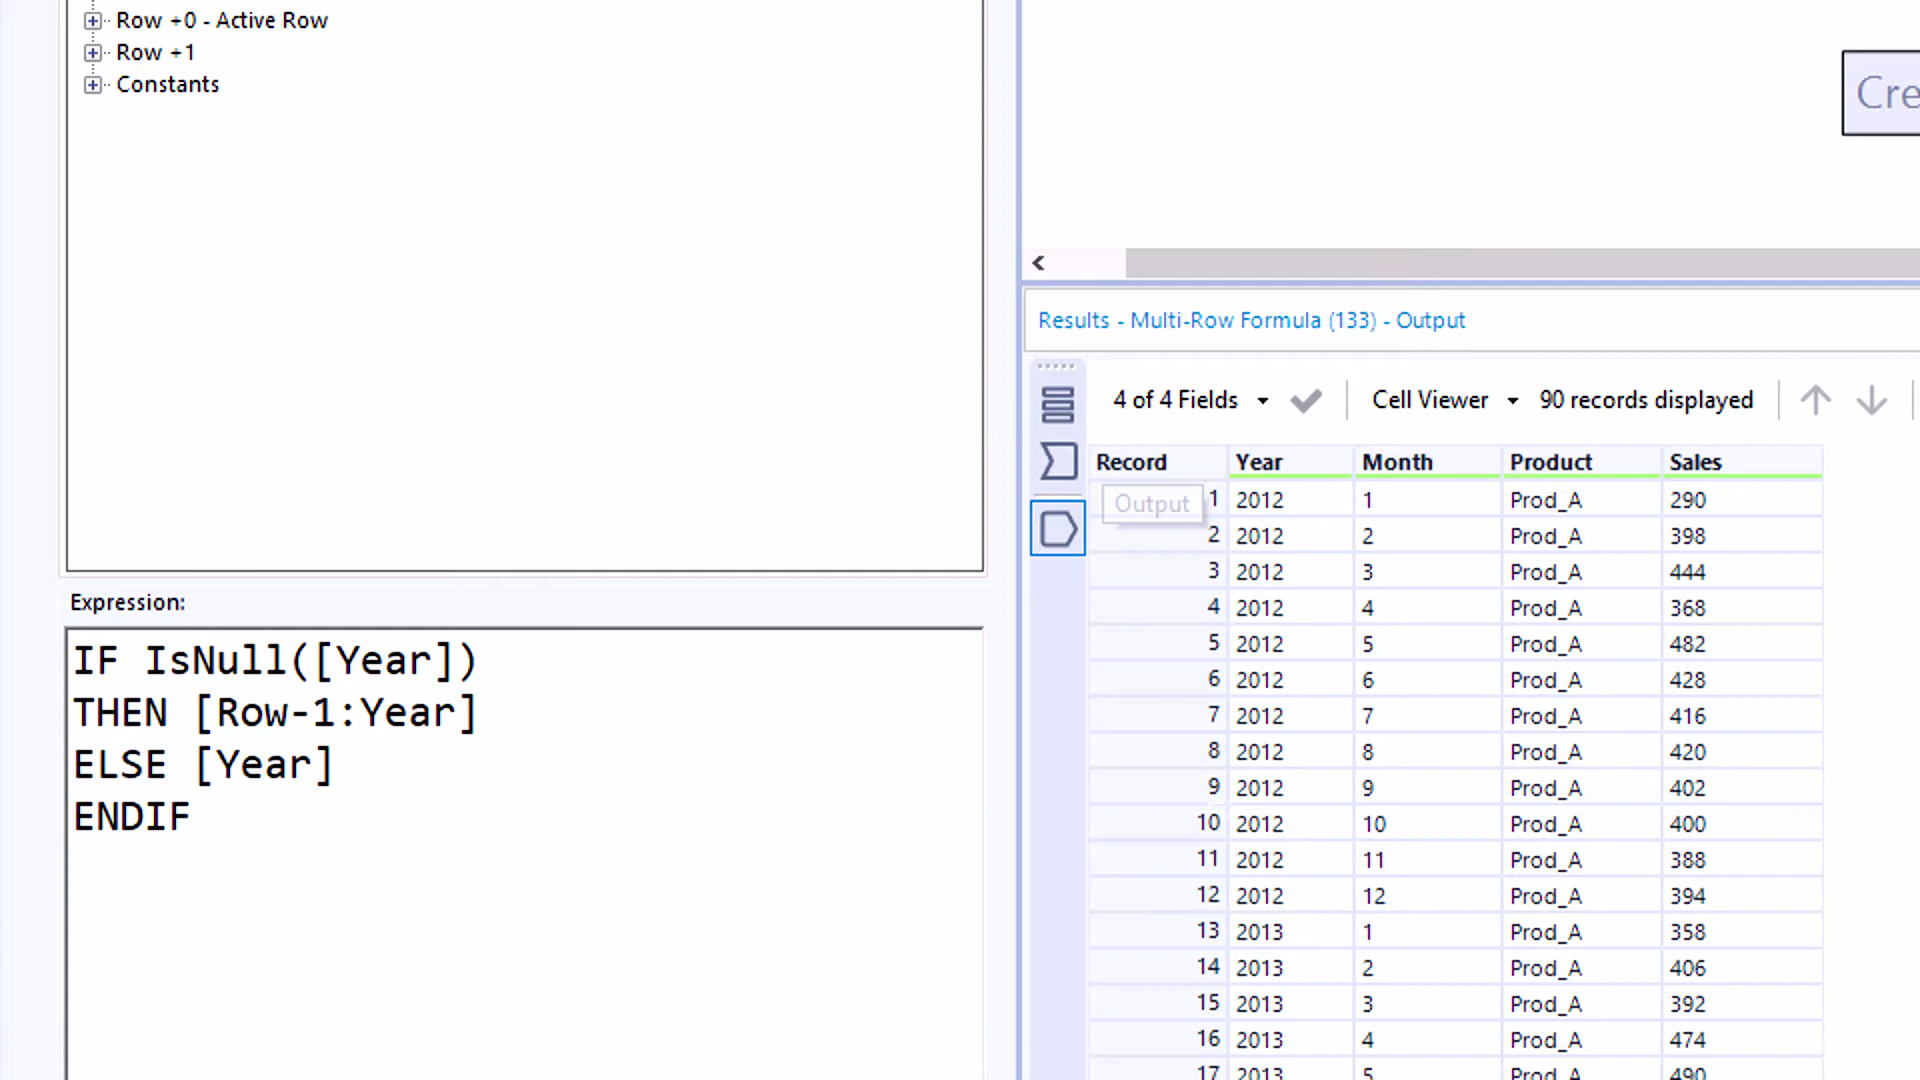 Row +0 - Active Row
Row +1
Constants
Expression:
IF IsNull([Year])
THEN [Row-1:Year]
ELSE [Year]
ENDIF
Cre
Results - Multi-Row Formula (133) - Output
4 of 4 Fields Cell Viewer 90 records displayed
Record Year Month Product Sales
Output
1 2012 1 Prod_A 290
2 2012 2 Prod_A 398
3 2012 3 Prod_A 444
4 2012 4 Prod_A 368
5 2012 5 Prod_A 482
6 2012 6 Prod_A 428
7 2012 7 Prod_A 416
8 2012 8 Prod_A 420
9 2012 9 Prod_A 402
10 2012 10 Prod_A 400
11 2012 11 Prod_A 388
12 2012 12 Prod_A 394
13 2013 1 Prod_A 358
14 2013 2 Prod_A 406
15 2013 3 Prod_A 392
16 2013 4 Prod_A 474
17 2013 5 Prod_A 490